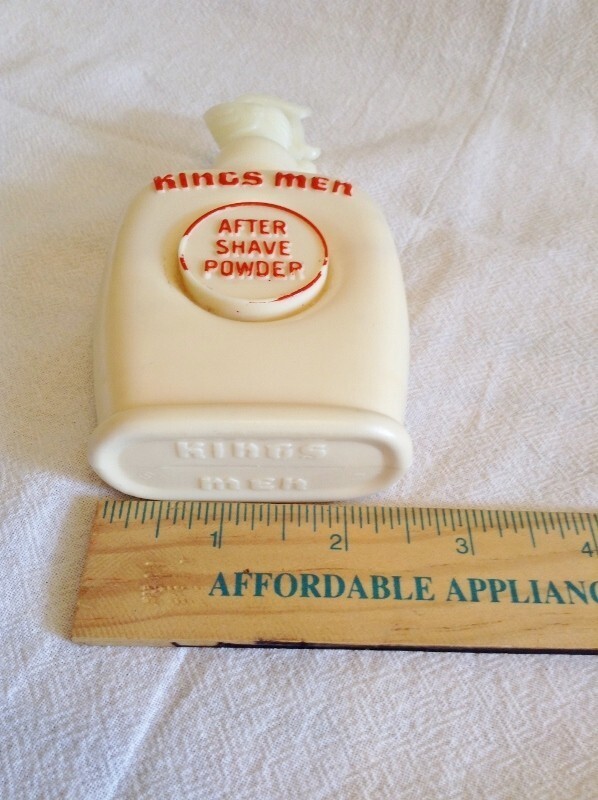 KINGS MEN
AFTER
SHAVE
POWDER
KINGS
MEN
1 2 3 4
AFFORDABLE APPLIANC